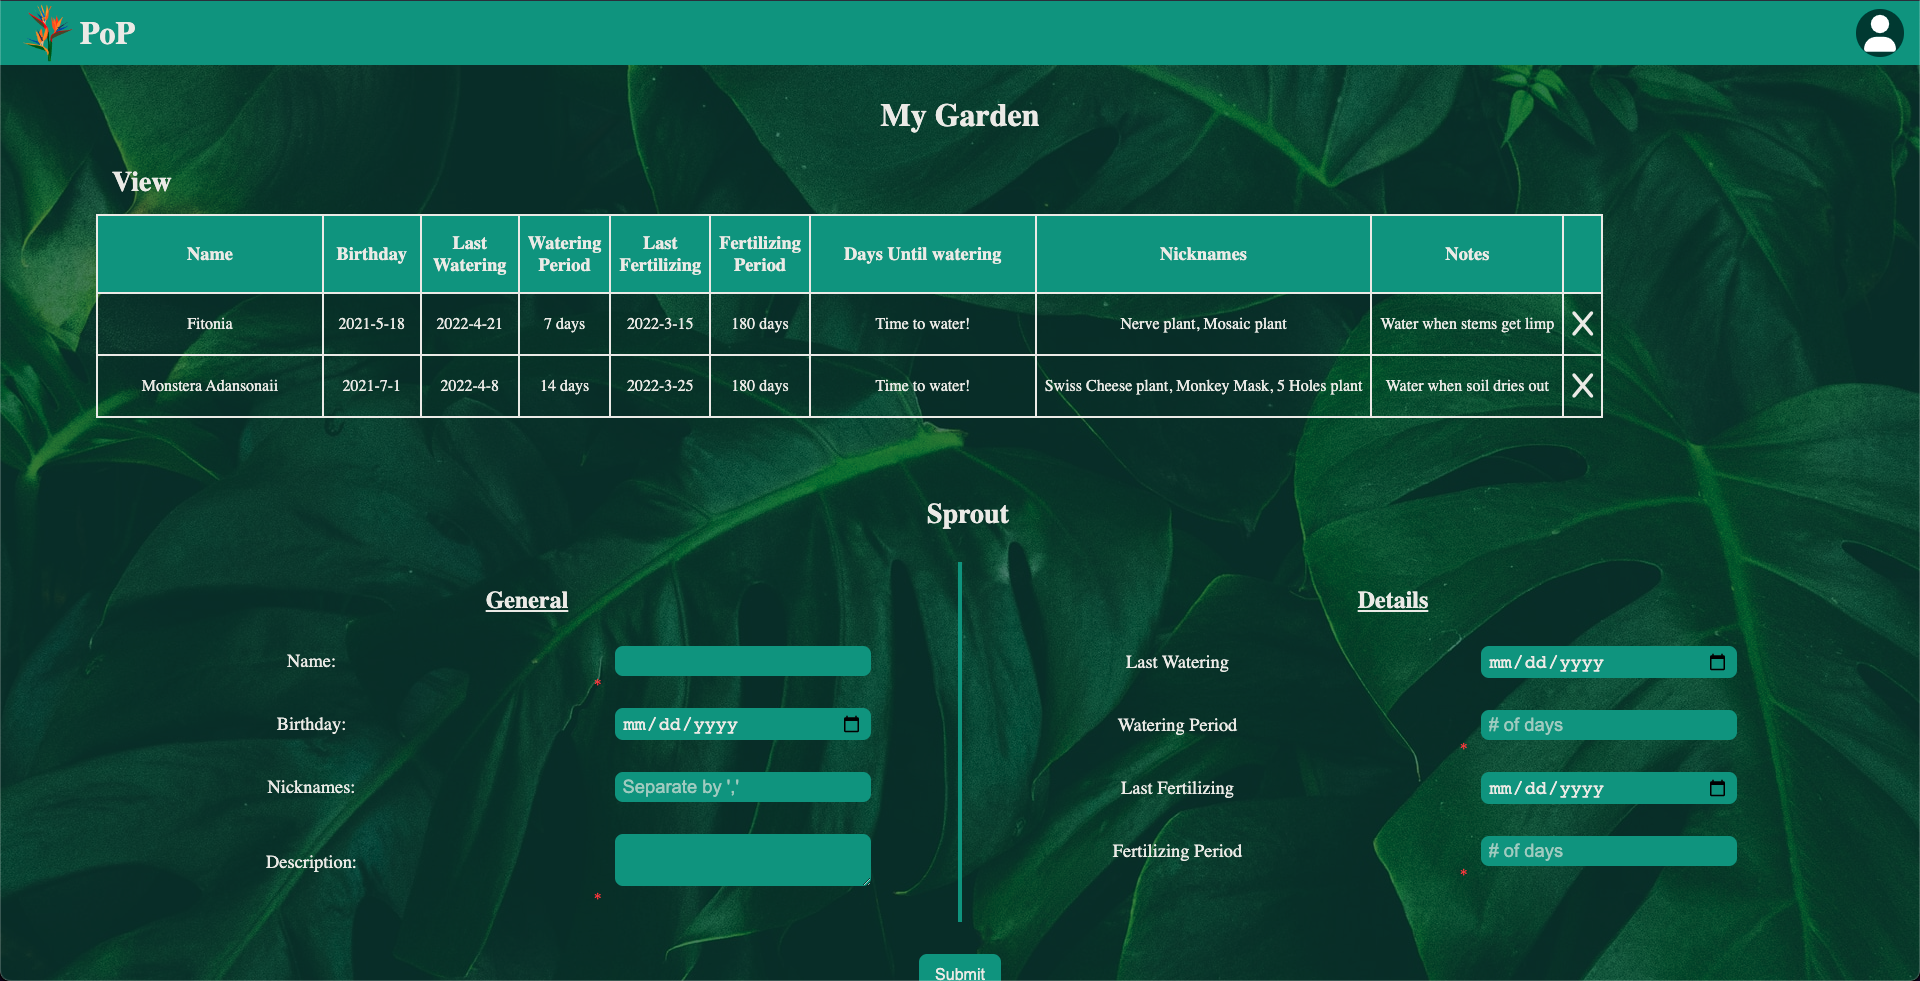 PoP
My Garden
View
Name Birthday Last Watering Watering Period Last Fertilizing Fertilizing Period Days Until watering Nicknames Notes
Fitonia 2021-5-18 2022-4-21 7 days 2022-3-15 180 days Time to water! Nerve plant, Mosaic plant Water when stems get limp X
Monstera Adansonaii 2021-7-1 2022-4-8 14 days 2022-3-25 180 days Time to water! Swiss Cheese plant, Monkey Mask, 5 Holes plant Water when soil dries out X
Sprout
General
Name:
*
Birthday: mm/dd/yyyy
Nicknames: Separate by ','
Description:
*
Details
Last Watering mm/dd/yyyy
Watering Period # of days
*
Last Fertilizing mm/dd/yyyy
Fertilizing Period # of days
*
Submit